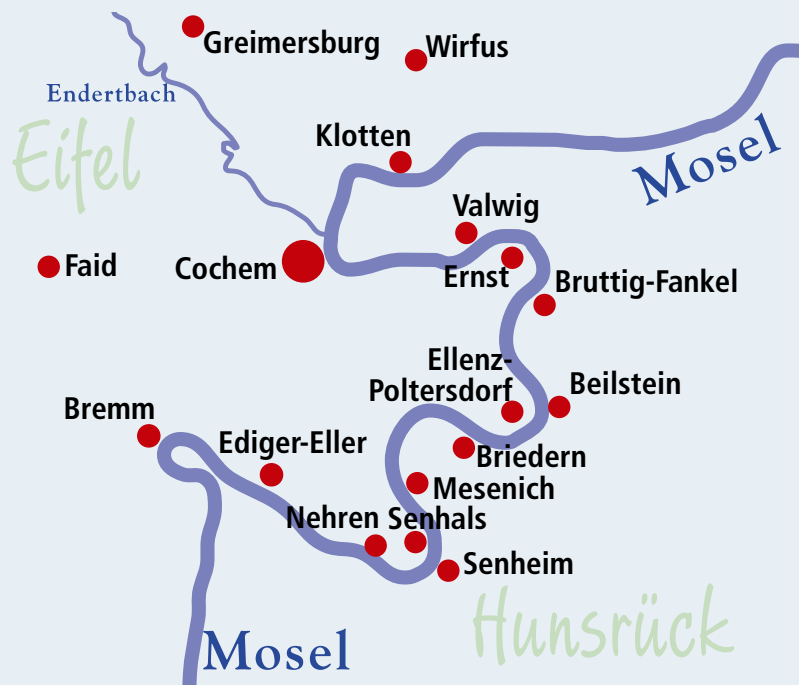 Greimersburg
Wirfus
Endertbach
Eifel
Klotten
Mosel
Valwig
Faid
Cochem
Ernst
Bruttig-Fankel
Ellenz-
Poltersdorf
Beilstein
Bremm
Ediger-Eller
Briedern
Mesenich
Nehren
Senhals
Senheim
Hunsrück
Mosel